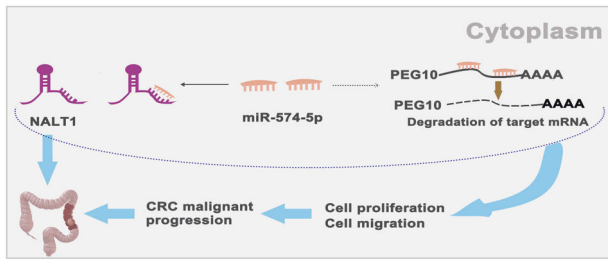 Cytoplasm
PEG10
AAAA
NALT1
miR-574-5p
PEG10
AAAA
Degradation of target mRNA
CRC malignant
progression
Cell proliferation
Cell migration